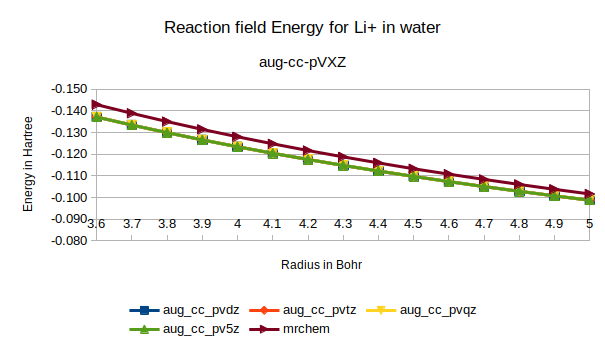 Reaction field Energy for Li+ in water
aug-cc-pVXZ
Energy in Hartree
-0.150
-0.140
-0.130
-0.120
-0.110
-0.100
-0.090
-0.080
3.6 3.7 3.8 3.9 4 4.1 4.2 4.3 4.4 4.5 4.6 4.7 4.8 4.9 5
Radius in Bohr
aug_cc_pvdz aug_cc_pvtz aug_cc_pvqz
aug_cc_pv5z mrchem